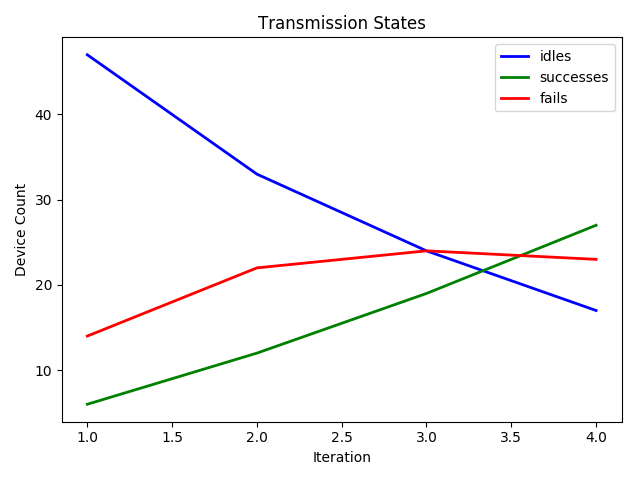 Transmission States
idles
successes
fails
Device Count
40
30
20
10
1.0 1.5 2.0 2.5 3.0 3.5 4.0
Iteration